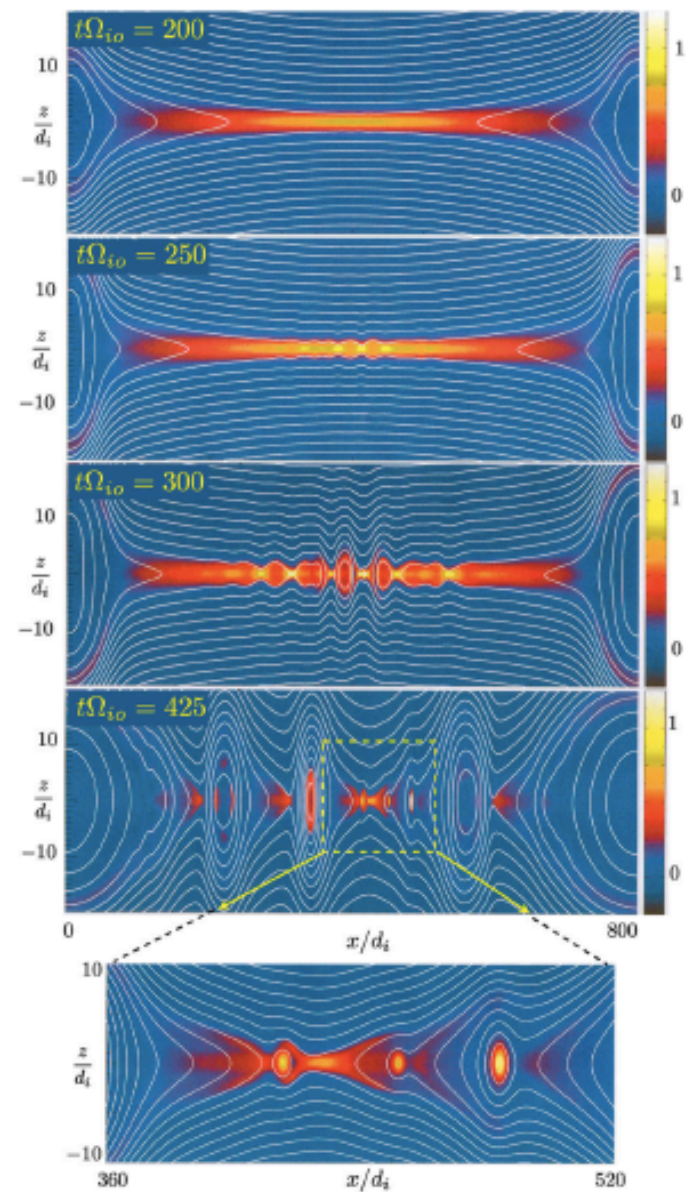 tΩ_{io} = 200
1
10
z/d_i
0
−10
tΩ_{io} = 250
1
10
z/d_i
0
−10
tΩ_{io} = 300
1
10
z/d_i
0
−10
tΩ_{io} = 425
1
10
z/d_i
0
−10
0 x/d_i 800
10
z/d_i
−10
360 x/d_i 520